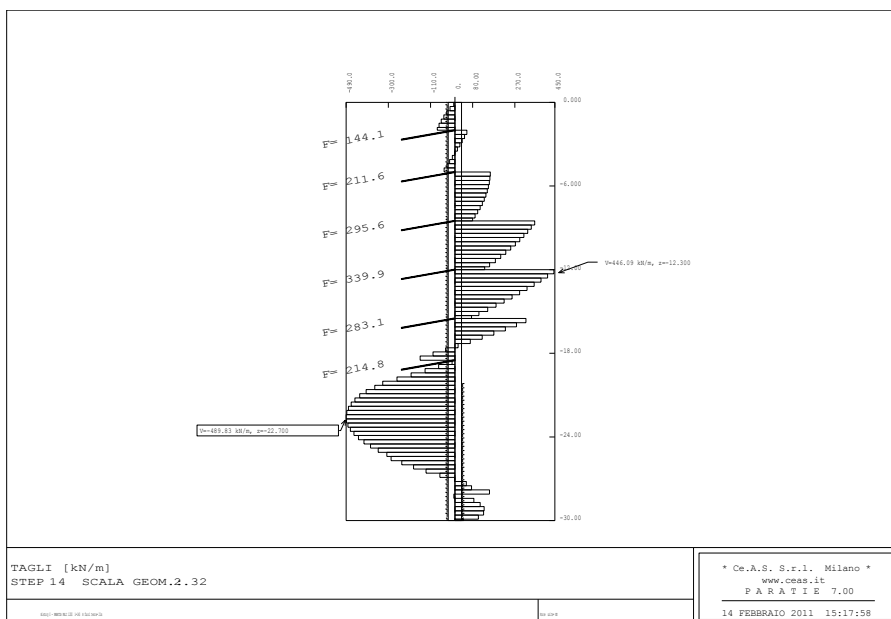 -490.0
-300.0
-110.0
0.
80.00
270.0
450.0
0.000
F= 144.1
F= 211.6
-6.000
F= 295.6
V=446.09 kN/m, z=-12.300
F= 339.9
F= 283.1
-18.00
F= 214.8
V=-489.83 kN/m, z=-22.700
-24.00
-30.00
TAGLI [kN/m]
STEP 14 SCALA GEOM.2.32
* Ce.A.S. S.r.l. Milano *
www.ceas.it
P A R A T I E 7.00
14 FEBBRAIO 2011 15:17:58